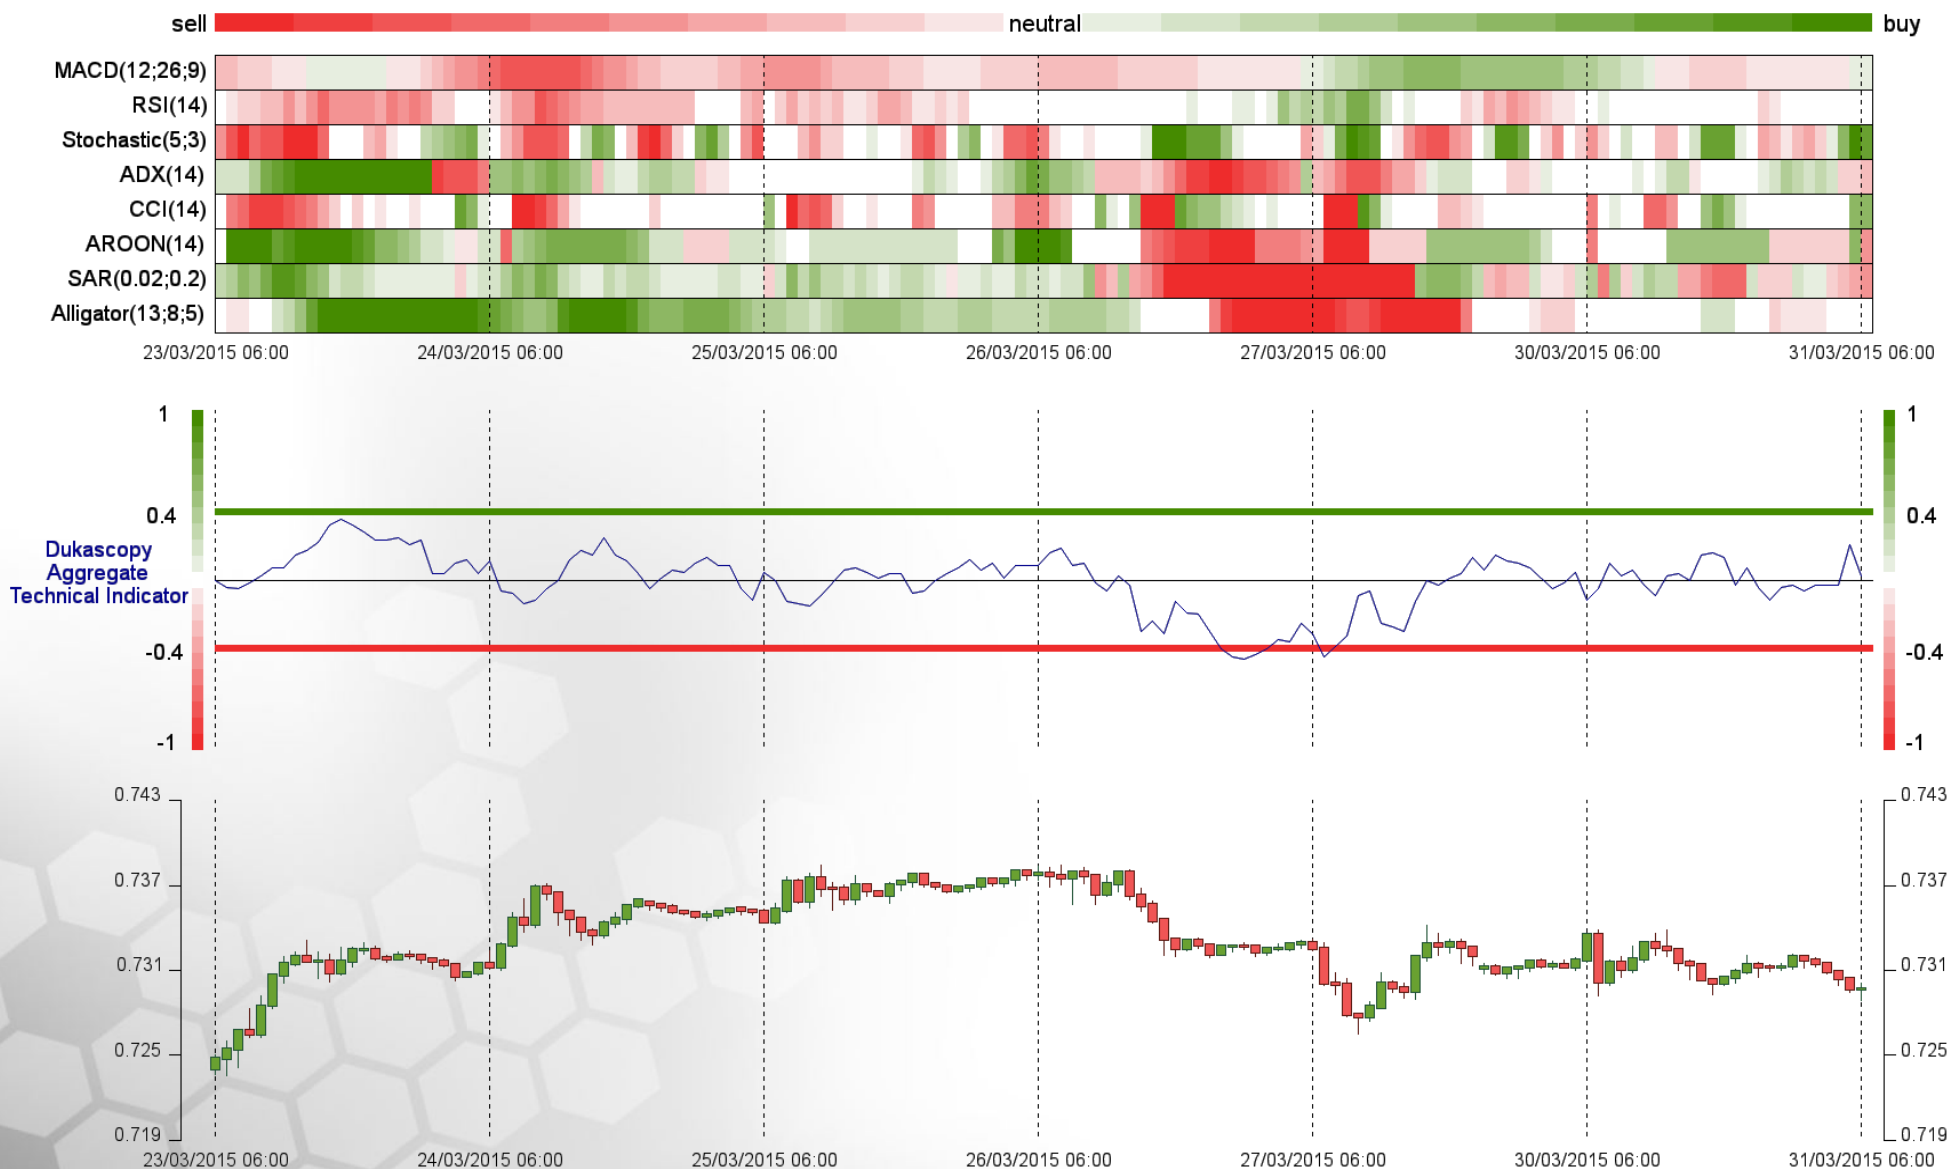 sell neutral buy
MACD(12;26;9)
RSI(14)
Stochastic(5;3)
ADX(14)
CCI(14)
AROON(14)
SAR(0.02;0.2)
Alligator(13;8;5)
23/03/2015 06:00 24/03/2015 06:00 25/03/2015 06:00 26/03/2015 06:00 27/03/2015 06:00 30/03/2015 06:00 31/03/2015 06:00
1 1
0.4 0.4
Dukascopy
Aggregate
Technical Indicator
-0.4 -0.4
-1 -1
0.743 0.743
0.737 0.737
0.731 0.731
0.725 0.725
0.719 0.719
23/03/2015 06:00 24/03/2015 06:00 25/03/2015 06:00 26/03/2015 06:00 27/03/2015 06:00 30/03/2015 06:00 31/03/2015 06:00